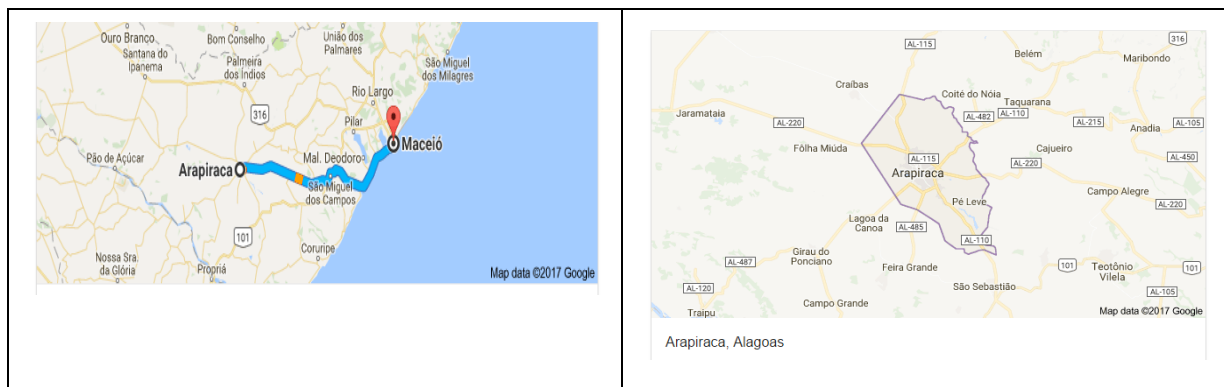 Ouro Branco
Bom Conselho
União dos
Palmares
Santana do
Ipanema
Palmeira
dos Índios
São Miguel
dos Milagres
Rio Largo
316
Pilar
Maceió
Pão de Açúcar
Arapiraca
Mal. Deodoro
São Miguel
dos Campos
101
Coruripe
Nossa Sra.
da Glória
Propriá
Map data ©2017 Google
AL-115
316
Belém
Maribondo
Craíbas
Coité do Nóia
Jaramataia
Taquarana
AL-110
AL-482
AL-220
AL-215
AL-105
Anadia
Fôlha Miúda
Cajueiro
AL-115
AL-220
AL-450
Arapiraca
Campo Alegre
Pé Leve
AL-220
Lagoa da
Canoa
AL-485
AL-110
Girau do
Ponciano
Feira Grande
AL-487
101
Teotônio
Vilela
101
AL-120
São Sebastião
AL-105
Traipu
Campo Grande
Map data ©2017 Google
Arapiraca, Alagoas